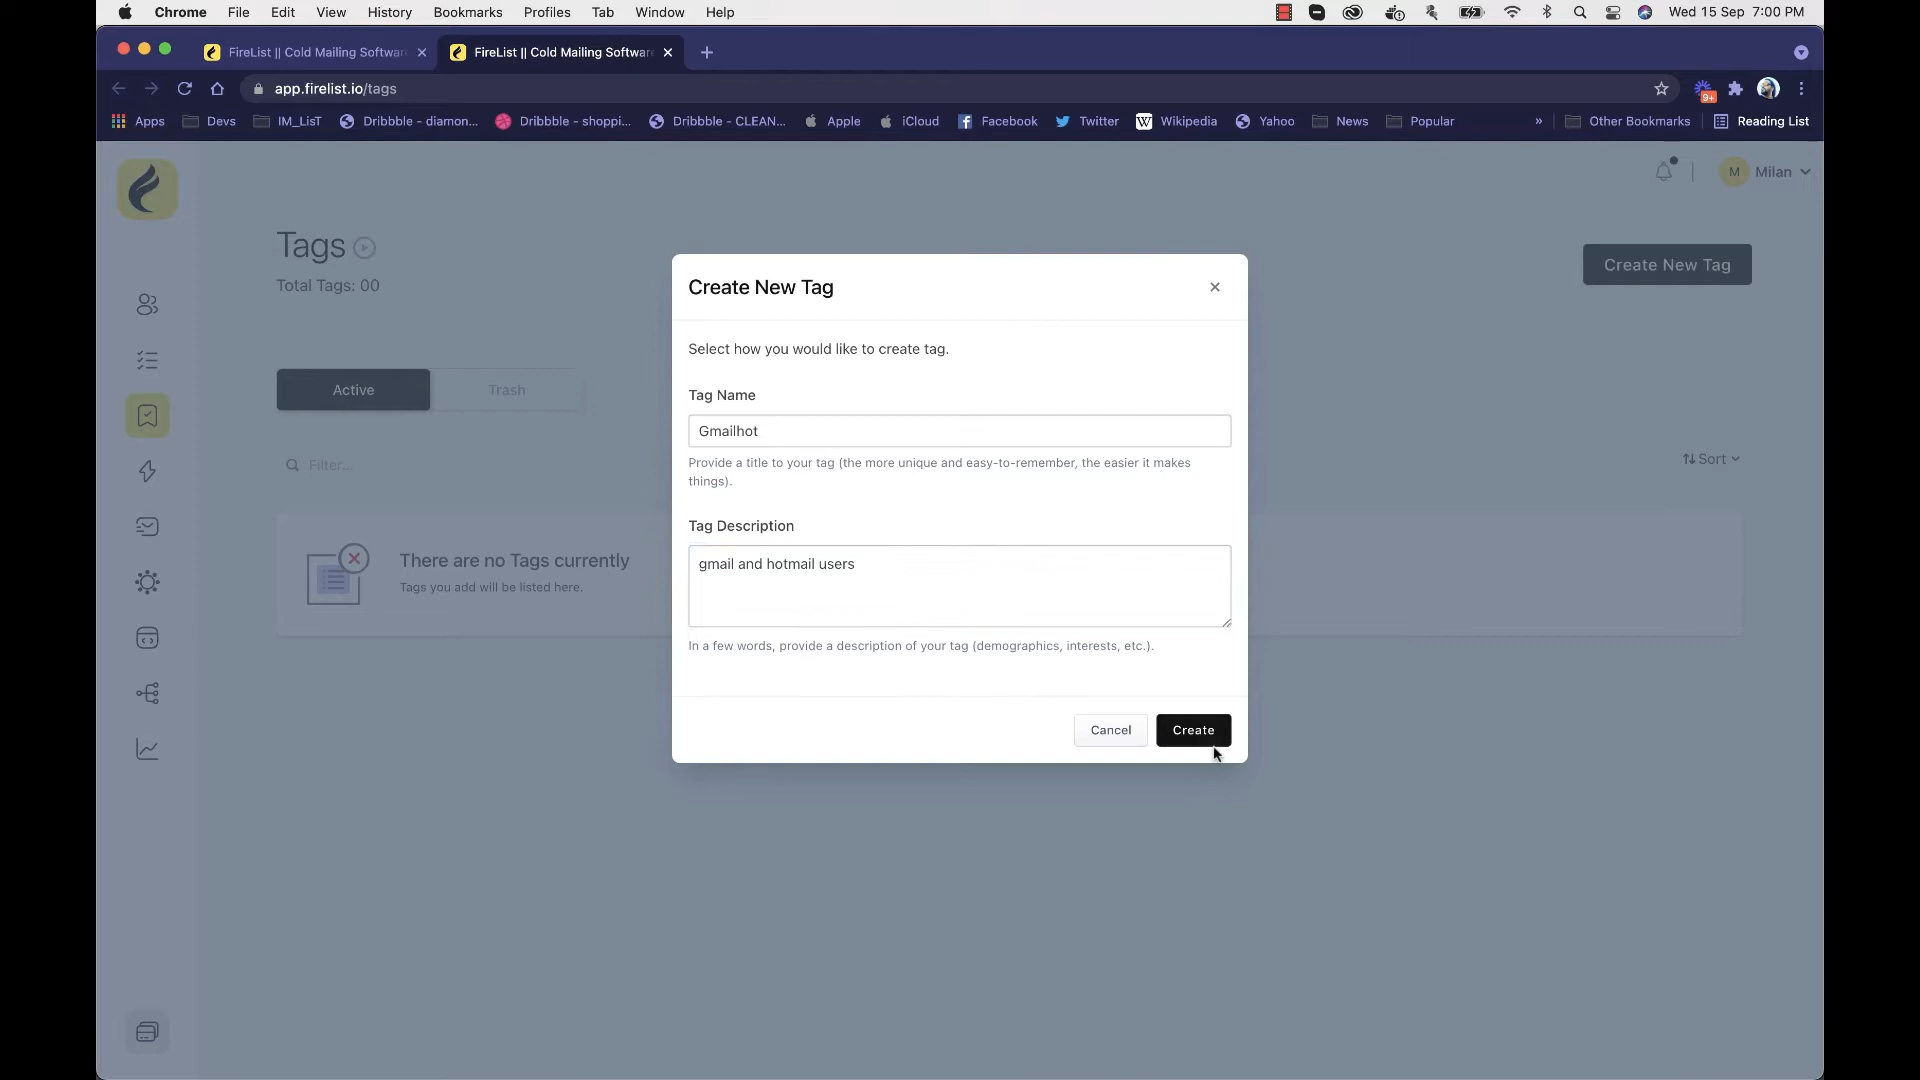 Chrome File Edit View History Bookmarks Profiles Tab Window Help Wed 15 Sep 7:00 PM
FireList || Cold Mailing Softwar FireList || Cold Mailing Softwar
app.firelist.io/tags
9+
Apps Devs IM_LisT Dribbble - diamon... Dribbble - shoppi... Dribbble - CLEAN... Apple iCloud Facebook Twitter W Wikipedia Yahoo News Popular » Other Bookmarks Reading List
M Milan
Tags
Total Tags: 00
Create New Tag
Active Trash
Filter...
Sort
There are no Tags currently
Tags you add will be listed here.
Create New Tag
Select how you would like to create tag.
Tag Name
Gmailhot
Provide a title to your tag (the more unique and easy-to-remember, the easier it makes
things).
Tag Description
gmail and hotmail users
In a few words, provide a description of your tag (demographics, interests, etc.).
Cancel Create